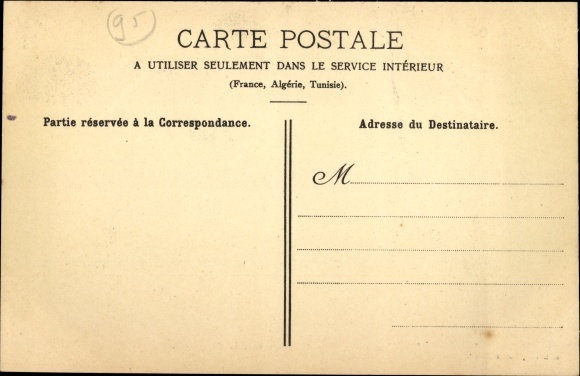 95
CARTE POSTALE
A UTILISER SEULEMENT DANS LE SERVICE INTÉRIEUR
(France, Algérie, Tunisie).
Partie réservée à la Correspondance.
Adresse du Destinataire.
M